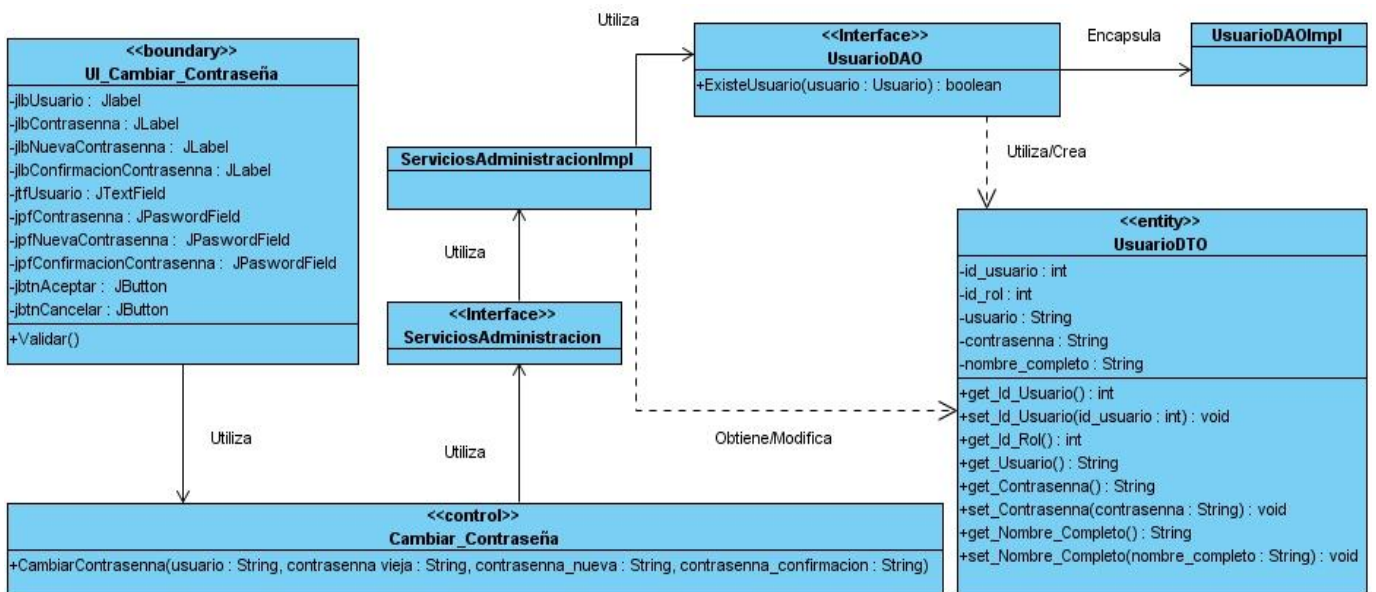 <<boundary>>
UI_Cambiar_Contraseña
-jlbUsuario : Jlabel
-jlbContrasenna : JLabel
-jlbNuevaContrasenna : JLabel
-jlbConfirmacionContrasenna : JLabel
-jtfUsuario : JTextField
-jpfContrasenna : JPaswordField
-jpfNuevaContrasenna : JPaswordField
-jpfConfirmacionContrasenna : JPaswordField
-jbtnAceptar : JButton
-jbtnCancelar : JButton
+Validar()
Utiliza
<<control>>
Cambiar_Contraseña
+CambiarContrasenna(usuario : String, contrasenna vieja : String, contrasenna_nueva : String, contrasenna_confirmacion : String)
Utiliza
<<Interface>>
ServiciosAdministracion
Utiliza
ServiciosAdministracionImpl
Utiliza
<<Interface>>
UsuarioDAO
+ExisteUsuario(usuario : Usuario) : boolean
Encapsula
UsuarioDAOImpl
Utiliza/Crea
Obtiene/Modifica
<<entity>>
UsuarioDTO
-id_usuario : int
-id_rol : int
-usuario : String
-contrasenna : String
-nombre_completo : String
+get_Id_Usuario() : int
+set_Id_Usuario(id_usuario : int) : void
+get_Id_Rol() : int
+get_Usuario() : String
+get_Contrasenna() : String
+set_Contrasenna(contrasenna : String) : void
+get_Nombre_Completo() : String
+set_Nombre_Completo(nombre_completo : String) : void